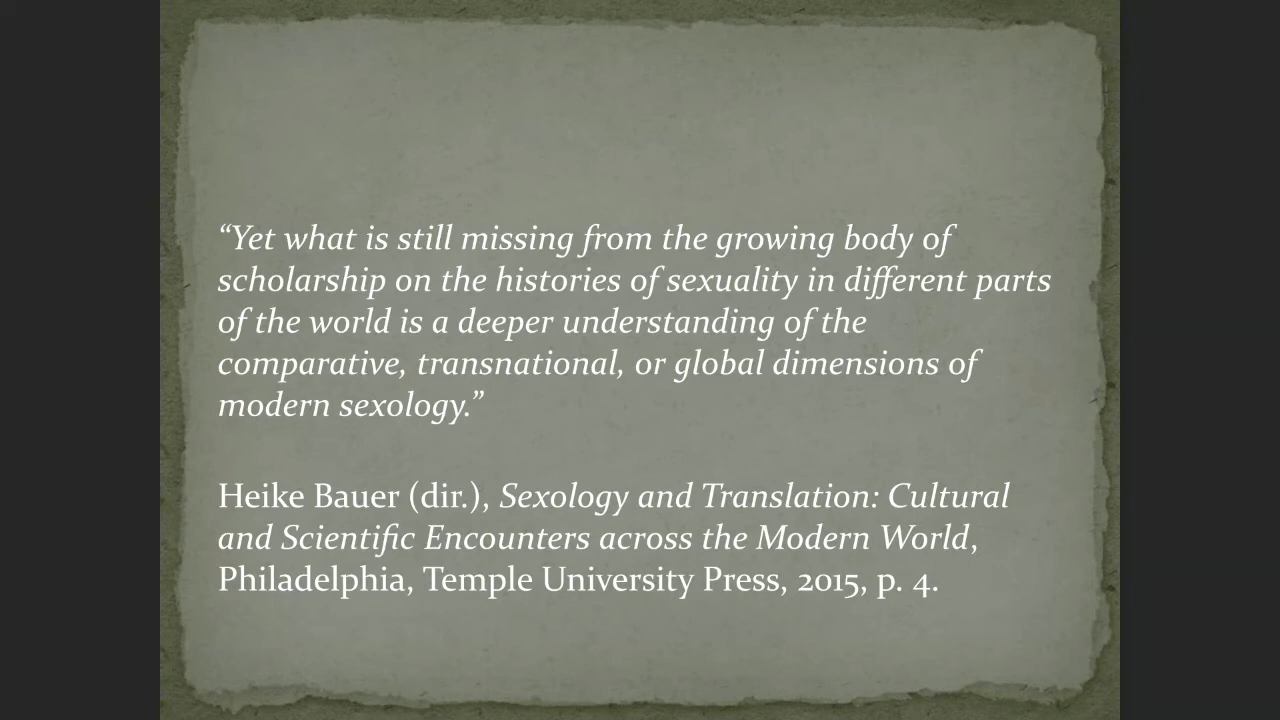 “Yet what is still missing from the growing body of
scholarship on the histories of sexuality in different parts
of the world is a deeper understanding of the
comparative, transnational, or global dimensions of
modern sexology.”
Heike Bauer (dir.), Sexology and Translation: Cultural
and Scientific Encounters across the Modern World,
Philadelphia, Temple University Press, 2015, p. 4.